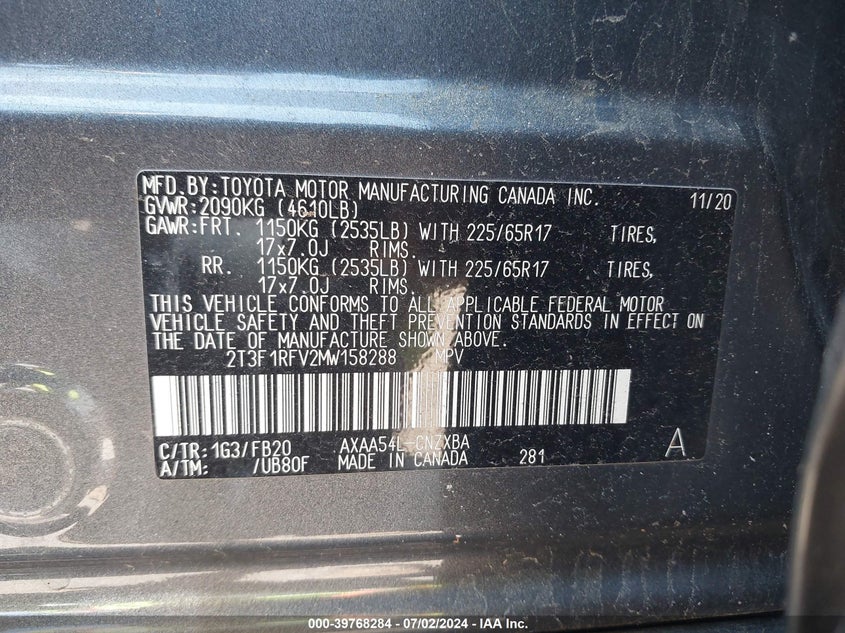 MFD.BY:TOYOTA MOTOR MANUFACTURING CANADA INC. 11/20
GVWR:2090KG (4610LB)
GAWR:FRT. 1150KG (2535LB) WITH 225/65R17 TIRES,
17x7.0J RIMS.
RR. 1150KG (2535LB) WITH 225/65R17 TIRES,
17x7.0J RIMS.
THIS VEHICLE CONFORMS TO ALL APPLICABLE FEDERAL MOTOR
VEHICLE SAFETY AND THEFT PREVENTION STANDARDS IN EFFECT ON
THE DATE OF MANUFACTURE SHOWN ABOVE.
2T3F1RFV2MW158288 MPV
C/TR:1G3/FB20 AXAA54L-CNZXBA A
A/TM: /UB80F MADE IN CANADA 281
000-39768284 - 07/02/2024 - IAA Inc.